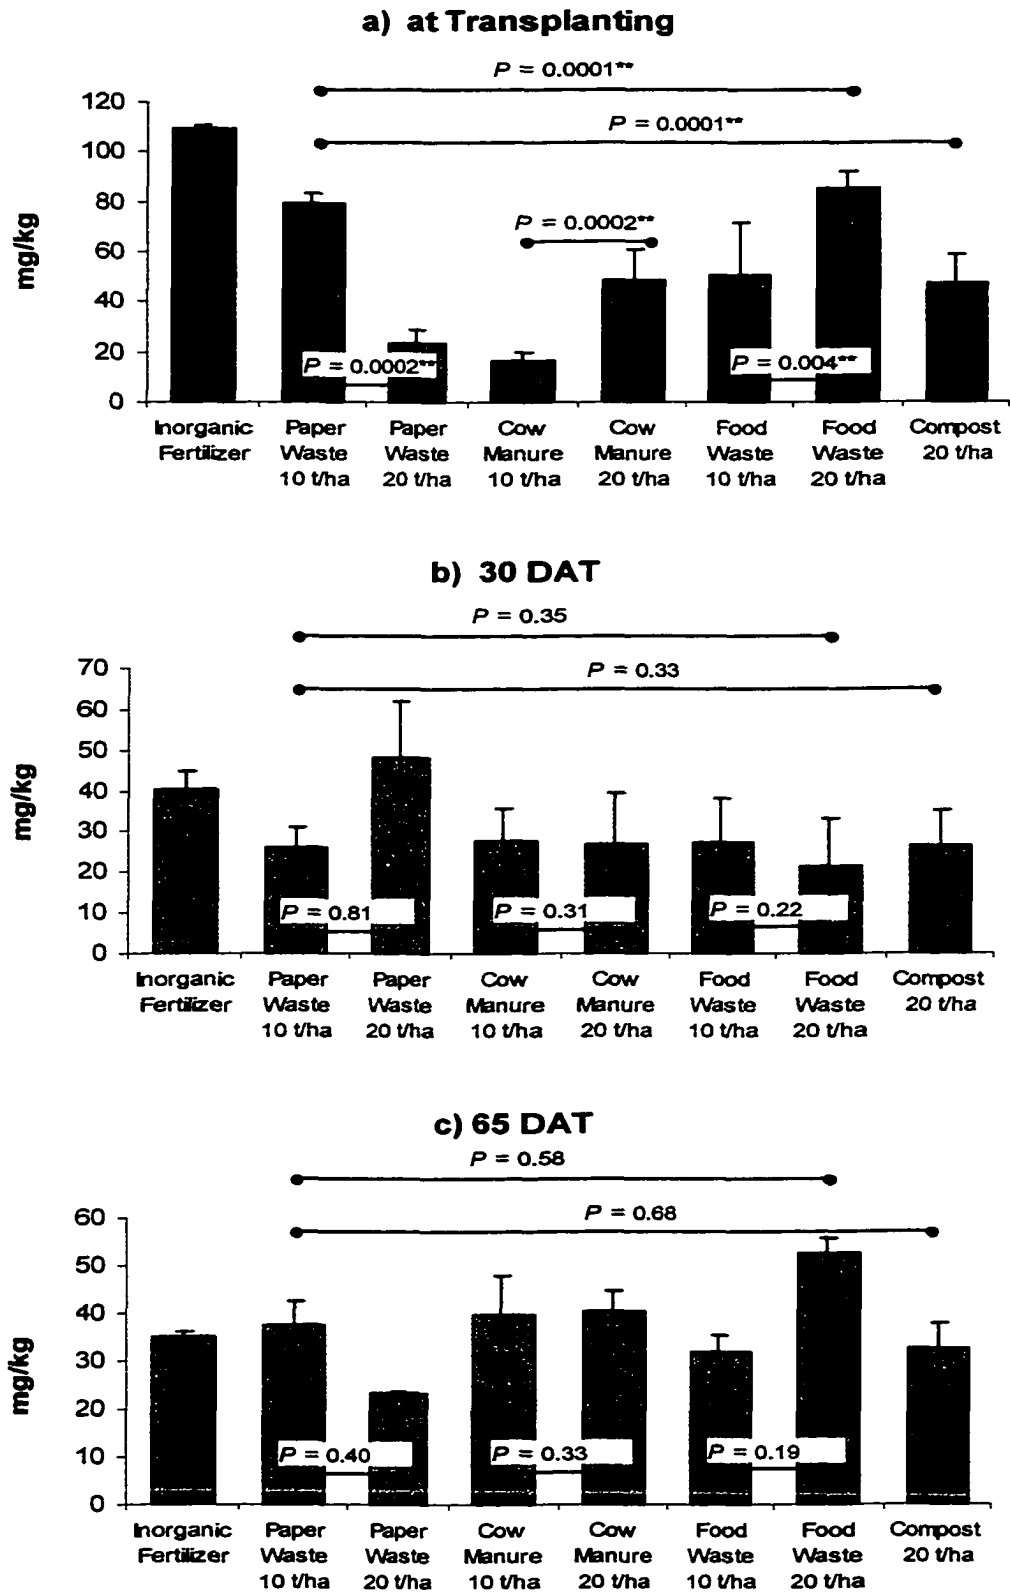 a) at Transplanting
P = 0.0001**
P = 0.0001**
P = 0.0002**
P = 0.0002**
P = 0.004**
mg/kg
120
100
80
60
40
20
0
Inorganic Fertilizer
Paper Waste 10 t/ha
Paper Waste 20 t/ha
Cow Manure 10 t/ha
Cow Manure 20 t/ha
Food Waste 10 t/ha
Food Waste 20 t/ha
Compost 20 t/ha
b) 30 DAT
P = 0.35
P = 0.33
P = 0.81
P = 0.31
P = 0.22
mg/kg
70
60
50
40
30
20
10
0
Inorganic Fertilizer
Paper Waste 10 t/ha
Paper Waste 20 t/ha
Cow Manure 10 t/ha
Cow Manure 20 t/ha
Food Waste 10 t/ha
Food Waste 20 t/ha
Compost 20 t/ha
c) 65 DAT
P = 0.58
P = 0.68
P = 0.40
P = 0.33
P = 0.19
mg/kg
60
50
40
30
20
10
0
Inorganic Fertilizer
Paper Waste 10 t/ha
Paper Waste 20 t/ha
Cow Manure 10 t/ha
Cow Manure 20 t/ha
Food Waste 10 t/ha
Food Waste 20 t/ha
Compost 20 t/ha